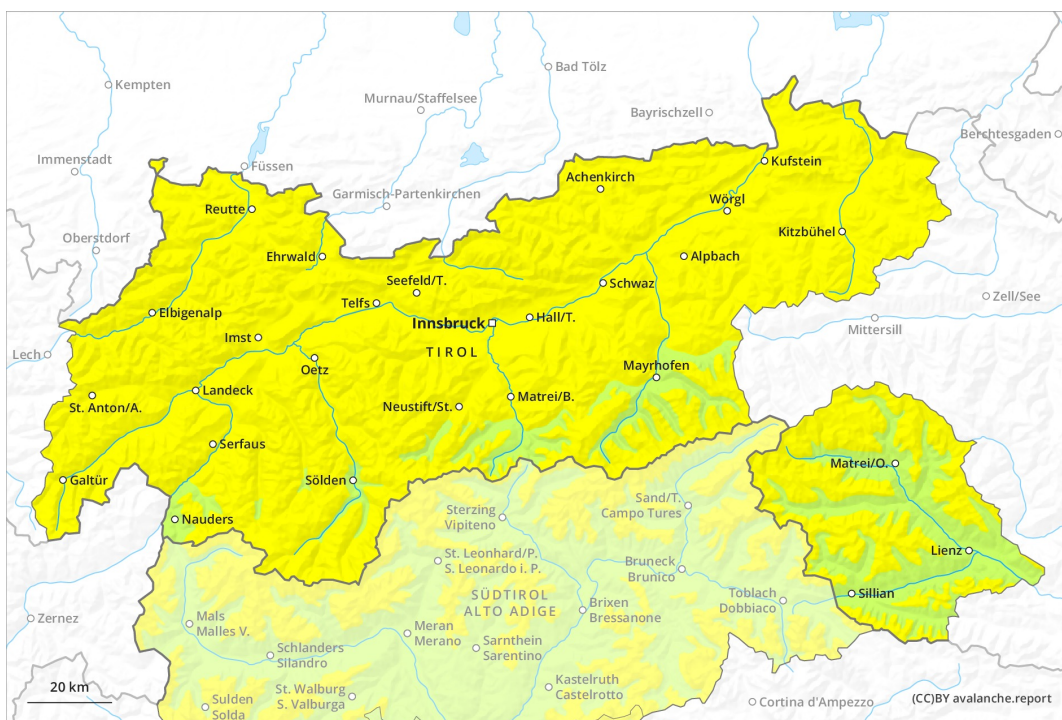 Kempten
Bad Tölz
Murnau/Staffelsee
Bayrischzell
Berchtesgaden
Immenstadt
Füssen
Kufstein
Achenkirch
Garmisch-Partenkirchen
Reutte
Wörgl
Oberstdorf
Kitzbühel
Ehrwald
Alpbach
Seefeld/T.
Schwaz
Zell/See
Telfs
Elbigenalp
Hall/T.
Innsbruck
Mittersill
Imst
Lech
TIROL
Oetz
Mayrhofen
Landeck
St. Anton/A.
Neustift/St.
Matrei/B.
Serfaus
Matrei/O.
Galtür
Sölden
Sand/T.
Campo Tures
Sterzing
Vipiteno
Nauders
Lienz
St. Leonhard/P.
S. Leonardo i. P.
Bruneck
Brunico
SÜDTIROL
ALTO ADIGE
Toblach
Dobbiaco
Sillian
Brixen
Bressanone
Zernez
Mals
Malles V.
Meran
Merano
Schlanders
Silandro
Sarnthein
Sarentino
20 km
St. Walburg
S. Valburga
Kastelruth
Castelrotto
Sulden
Solda
Cortina d'Ampezzo
(CC)BY avalanche.report